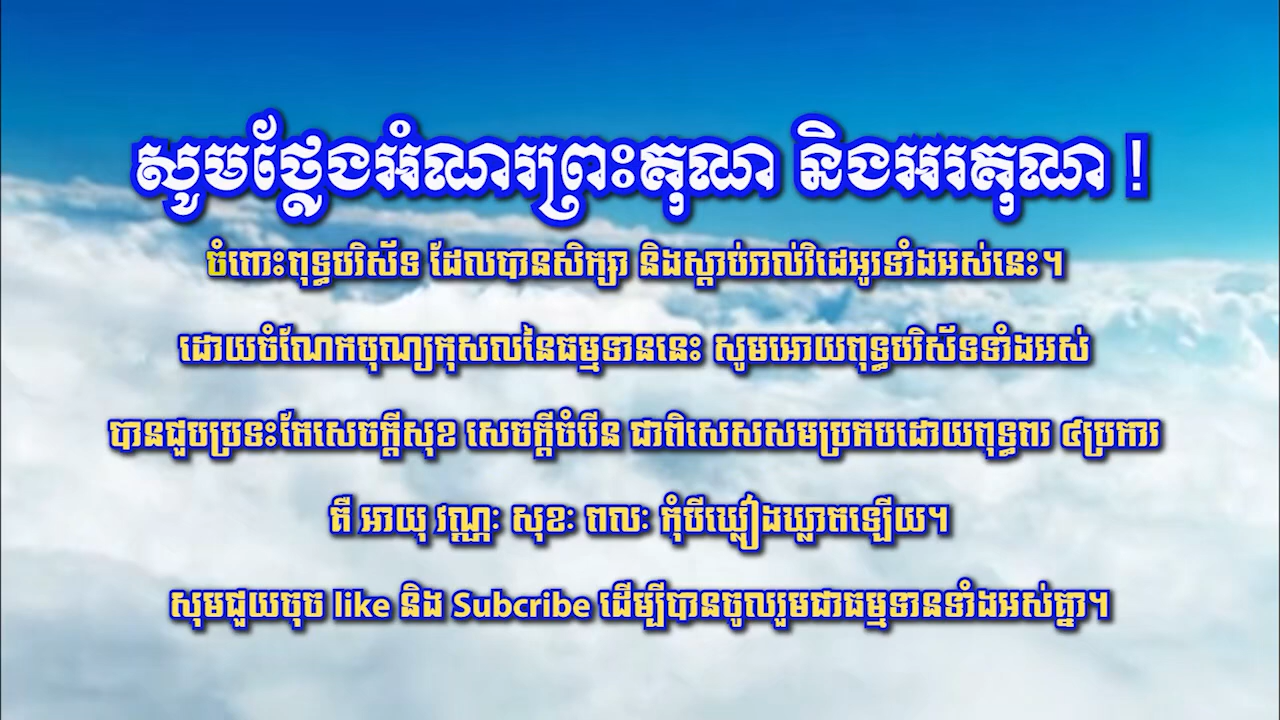 សូមថ្លែងអំណរព្រះគុណ និងអរគុណ !
ចំពោះពុទ្ធបរិស័ទ ដែលបានសិក្សា និងស្តាប់រាល់វិដេអូរទាំងអស់នេះ។
ដោយចំណែកបុណ្យកុសលនៃធម្មទាននេះ សូមអោយពុទ្ធបរិស័ទទាំងអស់
បានជួបប្រទះតែសេចក្តីសុខ សេចក្តីចំរើន ជាពិសេសសមប្រកបដោយពុទ្ធពរ ៤ប្រការ
គឺ អាយុ វណ្ណៈ សុខៈ ពលៈ កុំបីឃ្លៀងឃ្លាតឡើយ។
សុមជួយចុច like និង Subcribe ដើម្បីបានចូលរួមជាធម្មទានទាំងអស់គ្នា។